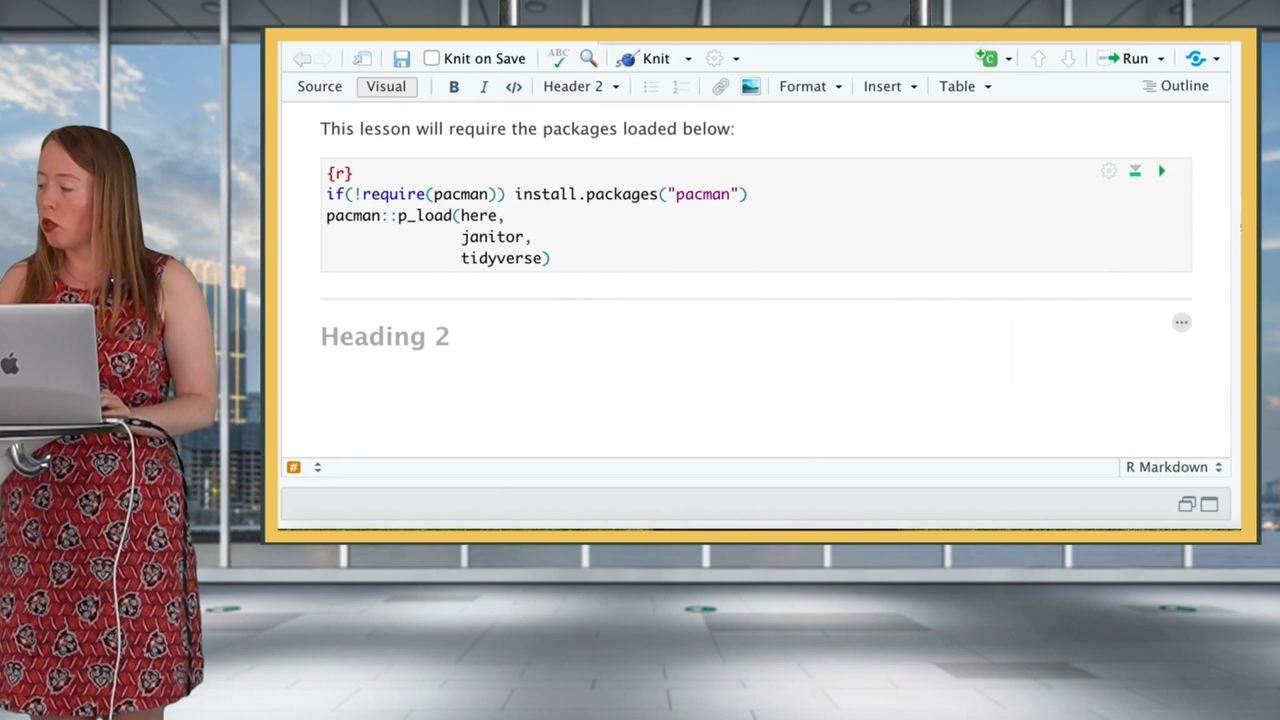 Knit on Save
ABC
Knit
Run
Source
Visual
B
I
</>
Header 2
Format
Insert
Table
Outline
This lesson will require the packages loaded below:
{r}
if(!require(pacman)) install.packages("pacman")
pacman::p_load(here,
janitor,
tidyverse)
Heading 2
#
R Markdown